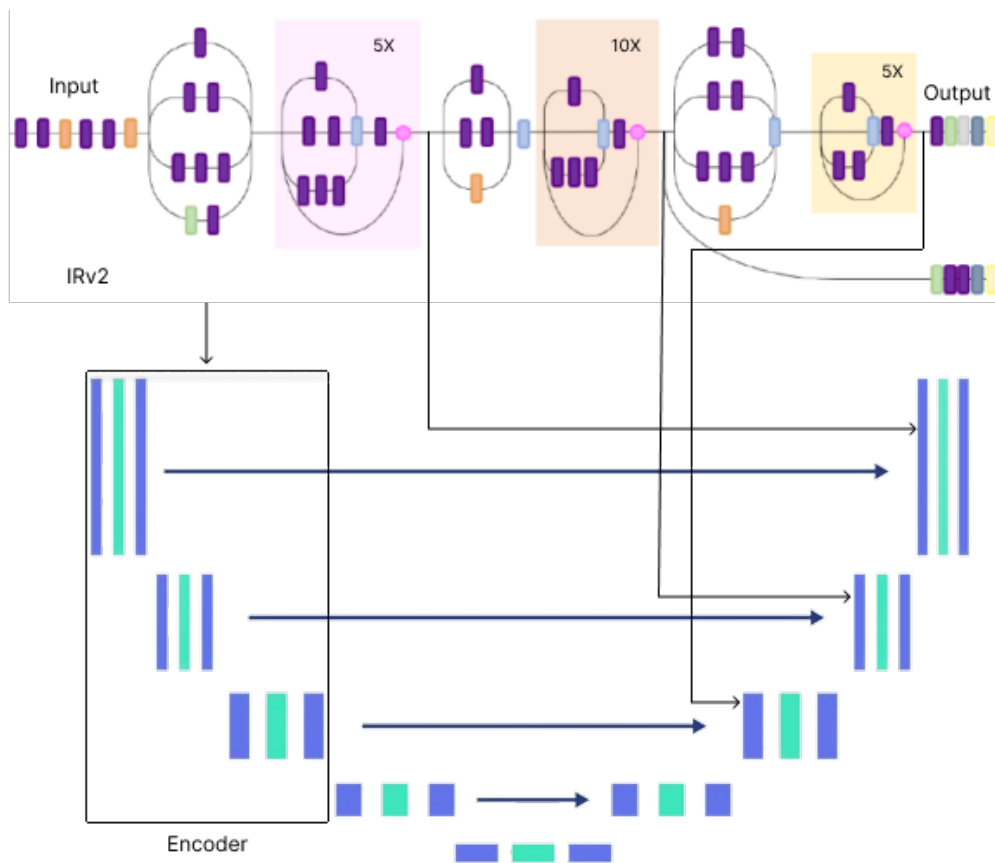 5X
10X
5X
Input
Output
IRv2
Encoder